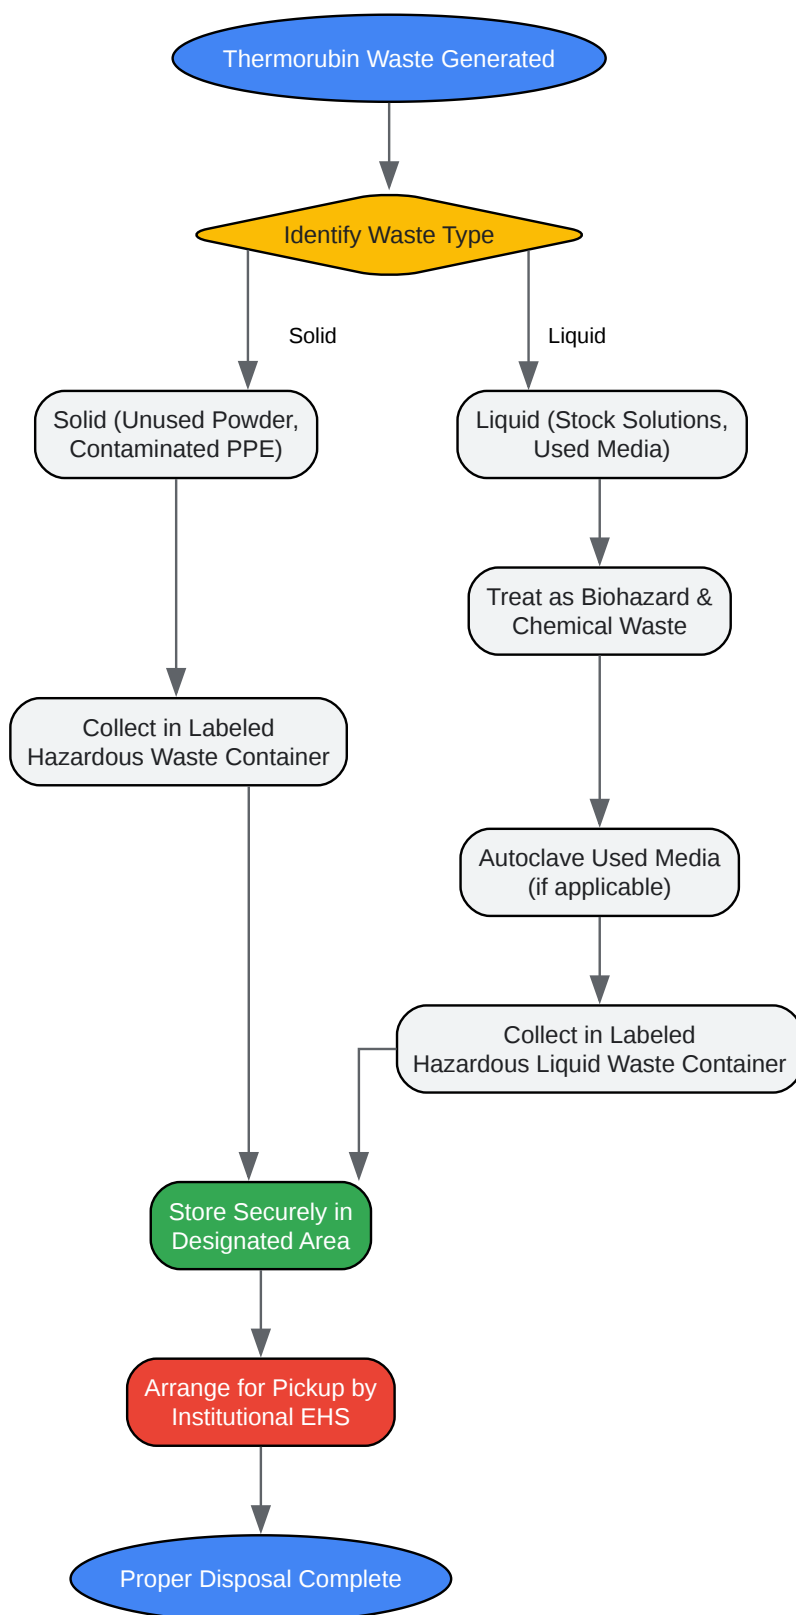 Thermorubin Waste Generated
Identify Waste Type
Solid
Liquid
Solid (Unused Powder,
Contaminated PPE)
Liquid (Stock Solutions,
Used Media)
Treat as Biohazard &
Chemical Waste
Collect in Labeled
Hazardous Waste Container
Autoclave Used Media
(if applicable)
Collect in Labeled
Hazardous Liquid Waste Container
Store Securely in
Designated Area
Arrange for Pickup by
Institutional EHS
Proper Disposal Complete